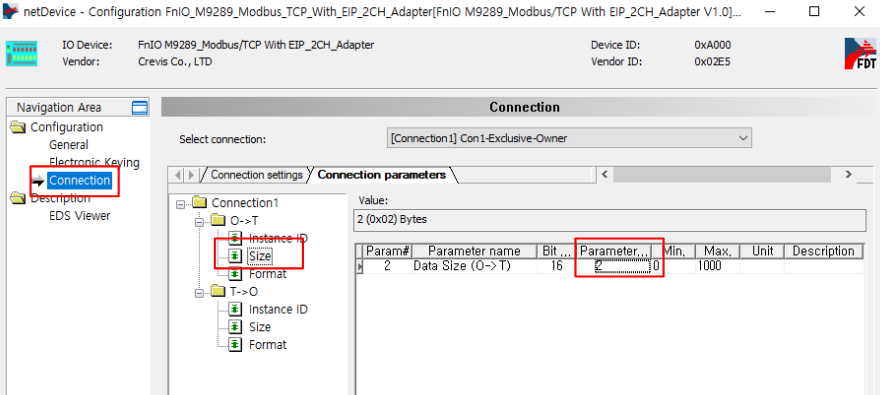 netDevice - Configuration FnIO_M9289_Modbus_TCP_With_EIP_2CH_Adapter[FnIO M9289_Modbus/TCP With EIP_2CH_Adapter V1.0]...
IO Device: FnIO M9289_Modbus/TCP With EIP_2CH_Adapter Device ID: 0xA000
Vendor: Crevis Co., LTD Vendor ID: 0x02E5
FDT
Navigation Area
Connection
Configuration
General
Electronic Keying
Connection
Description
EDS Viewer
Select connection: [Connection1] Con1-Exclusive-Owner
Connection settings Connection parameters
Connection1
O->T
Instance ID
Size
Format
T->O
Instance ID
Size
Format
Value:
2 (0x02) Bytes
Param# Parameter name Bit ... Parameter... Min. Max. Unit Description
2 Data Size (O->T) 16 2 0 1000